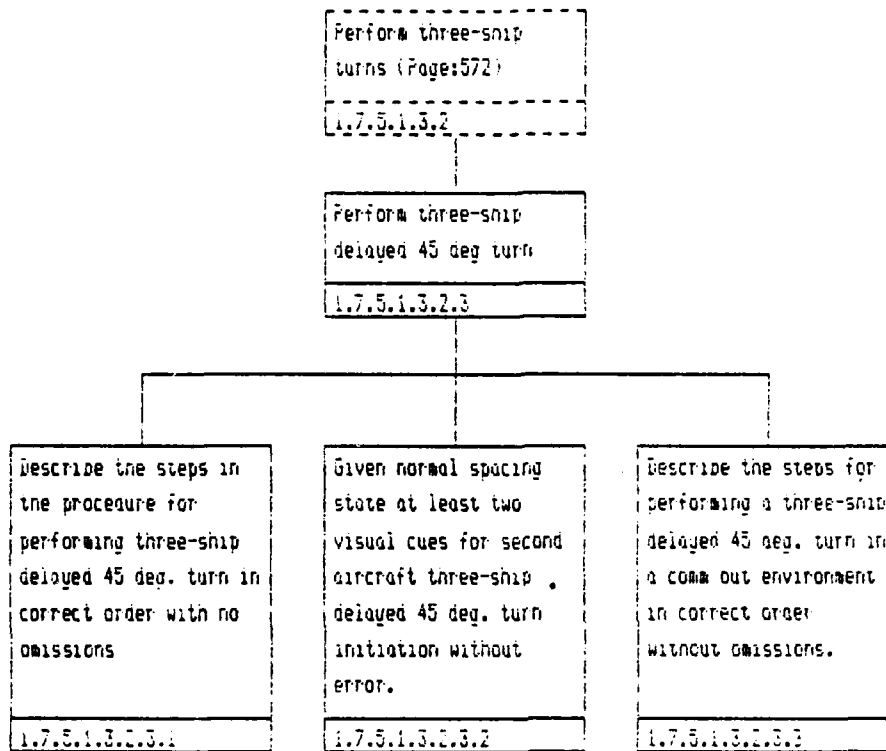 Perform three-ship
turns (Page:572)
1.7.5.1.3.2
Perform three-ship
delayed 45 deg turn
1.7.5.1.3.2.3
Describe the steps in
the procedure for
performing three-ship
delayed 45 deg. turn in
correct order with no
omissions
1.7.5.1.3.2.3.1
Given normal spacing
state at least two
visual cues for second
aircraft three-ship
delayed 45 deg. turn
initiation without
error.
1.7.5.1.3.2.3.2
Describe the steps for
performing a three-ship
delayed 45 deg. turn in
a comm out environment
in correct order
without omissions.
1.7.5.1.3.2.3.3